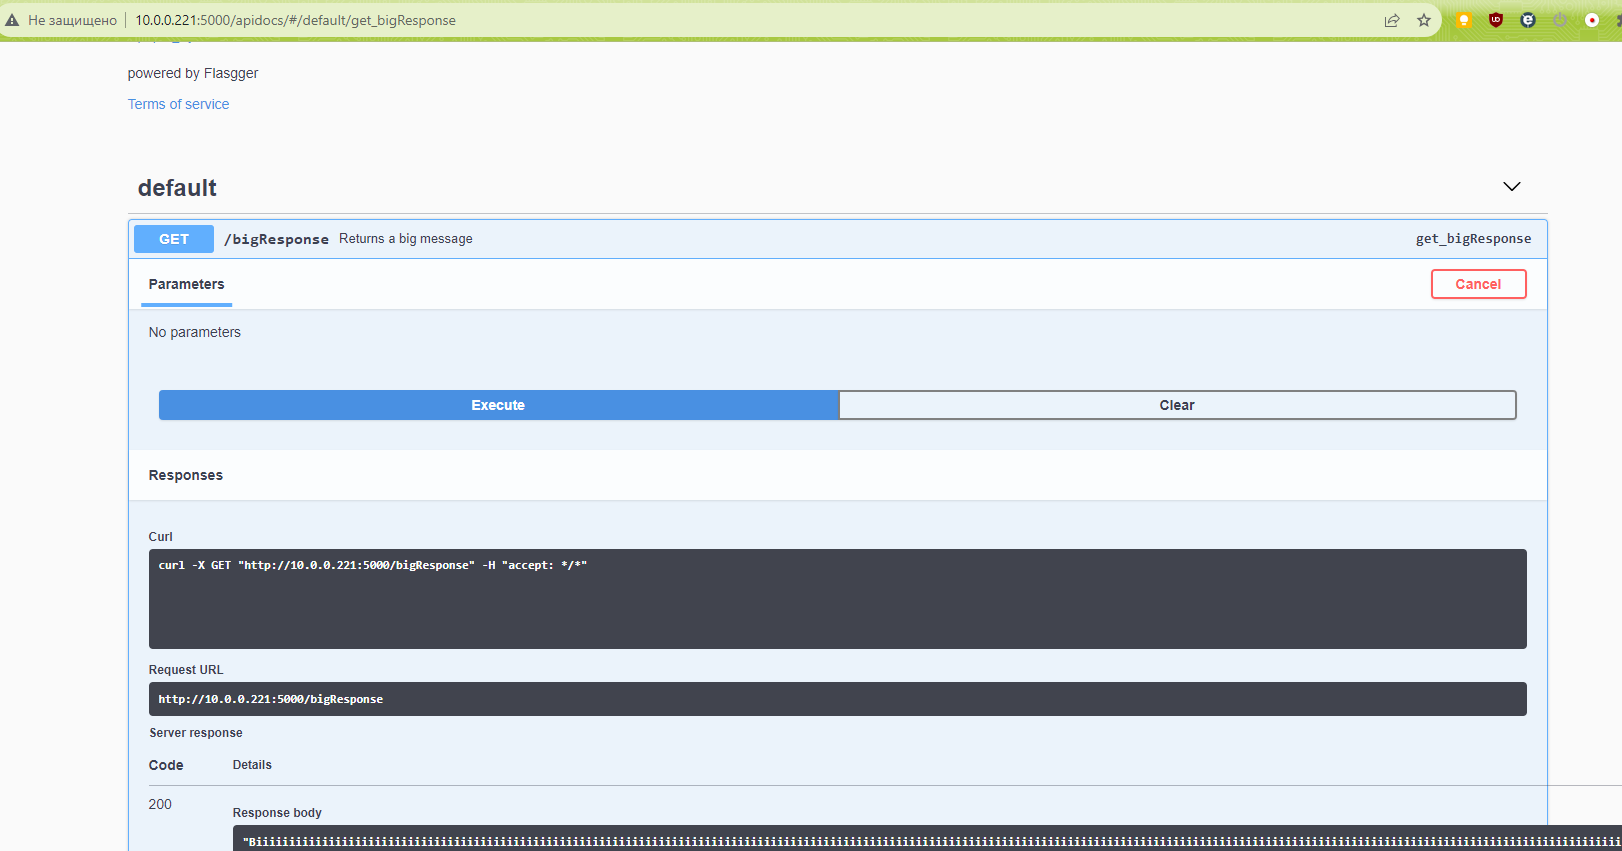 Не защищено | 10.0.0.221:5000/apidocs/#/default/get_bigResponse
powered by Flasgger
Terms of service
default
GET /bigResponse Returns a big message get_bigResponse
Parameters Cancel
No parameters
Execute Clear
Responses
Curl
curl -X GET "http://10.0.0.221:5000/bigResponse" -H "accept: */*"
Request URL
http://10.0.0.221:5000/bigResponse
Server response
Code Details
200
Response body